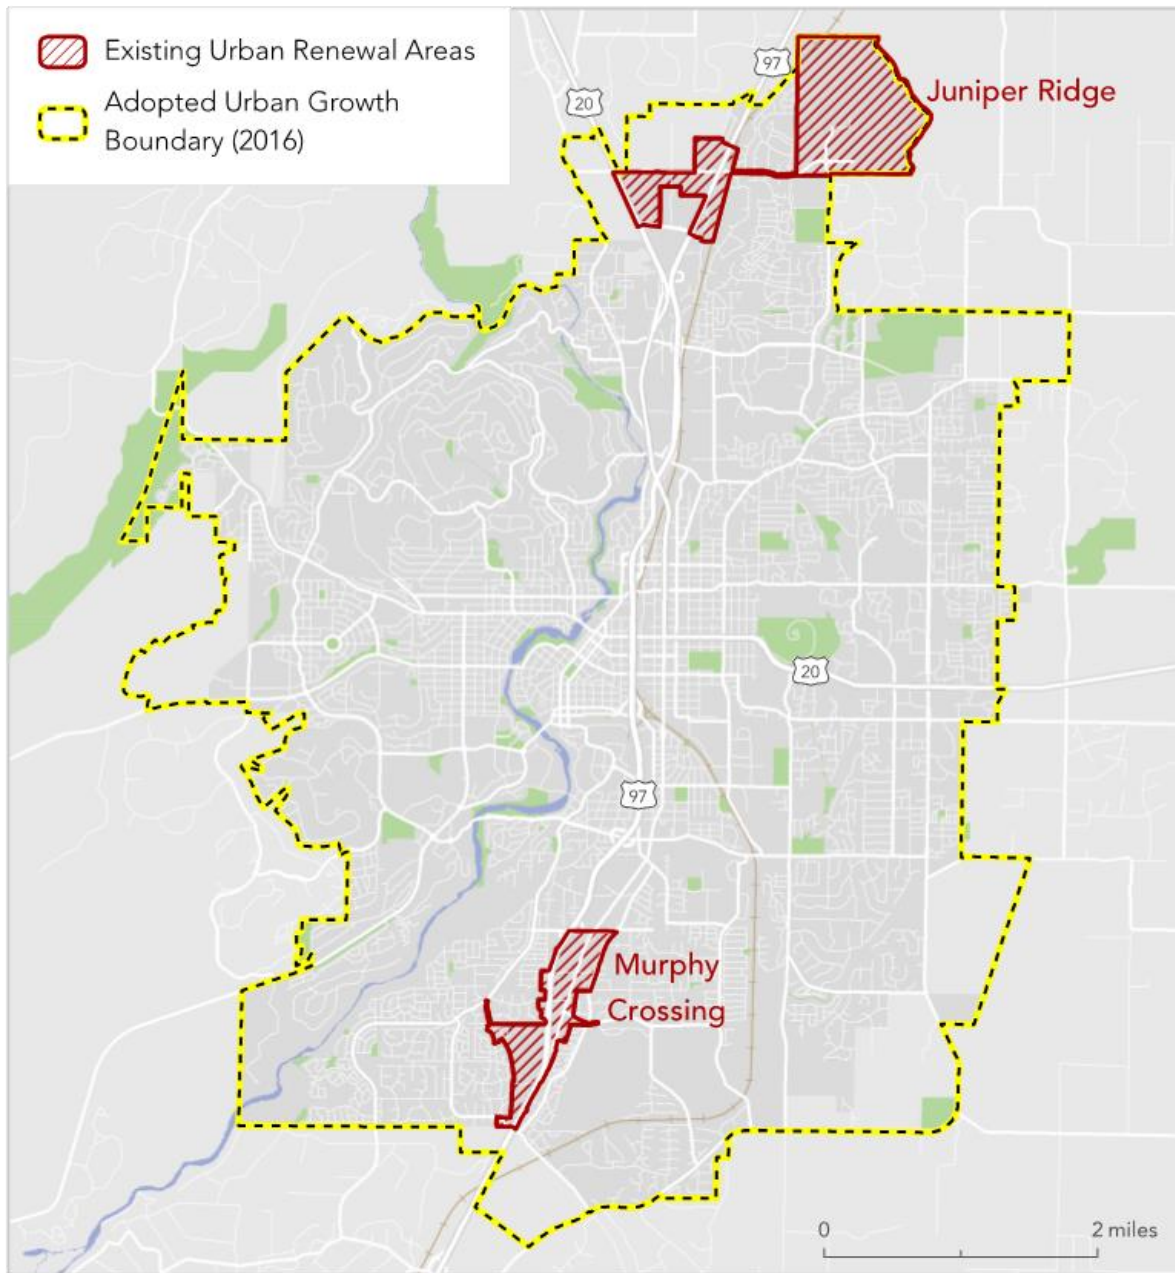 Existing Urban Renewal Areas
Adopted Urban Growth
Boundary (2016)
97
20
Juniper Ridge
20
97
Murphy
Crossing
0
2 miles